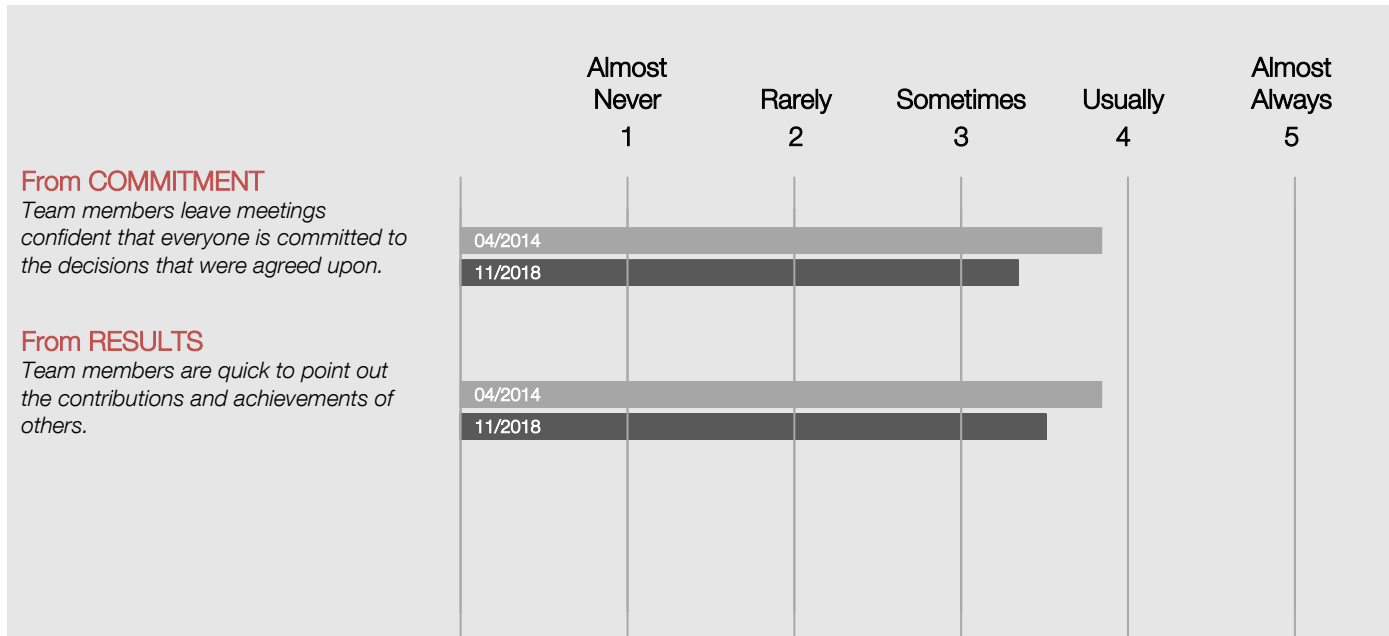 Almost
Never
Rarely
Sometimes
Usually
Almost
Always
1
2
3
4
5
From COMMITMENT
Team members leave meetings
confident that everyone is committed to
the decisions that were agreed upon.
04/2014
11/2018
From RESULTS
Team members are quick to point out
the contributions and achievements of
others.
04/2014
11/2018